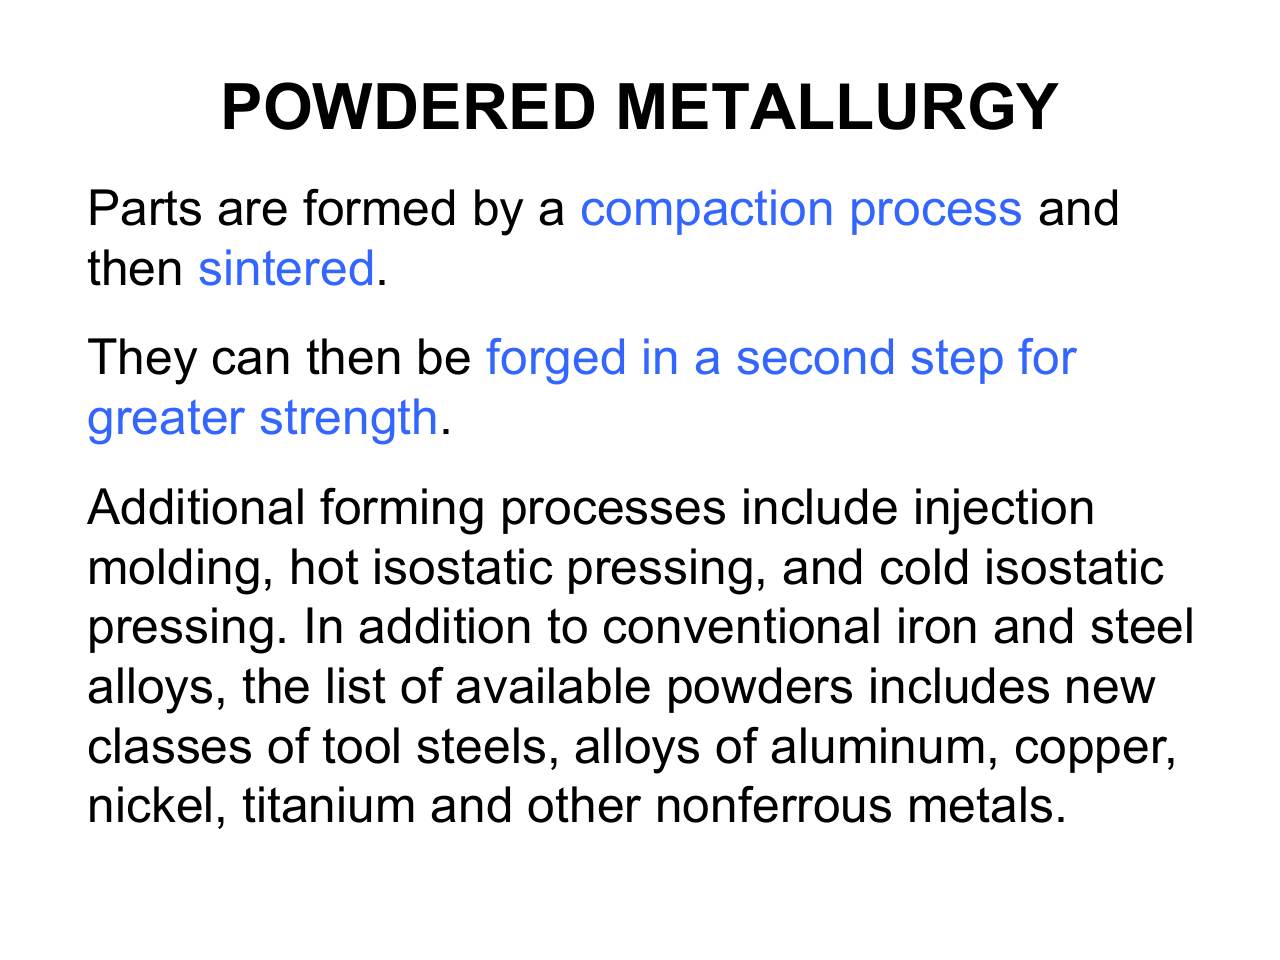 POWDERED METALLURGY
Parts are formed by a compaction process and
then sintered.
They can then be forged in a second step for
greater strength.
Additional forming processes include injection
molding, hot isostatic pressing, and cold isostatic
pressing. In addition to conventional iron and steel
alloys, the list of available powders includes new
classes of tool steels, alloys of aluminum, copper,
nickel, titanium and other nonferrous metals.